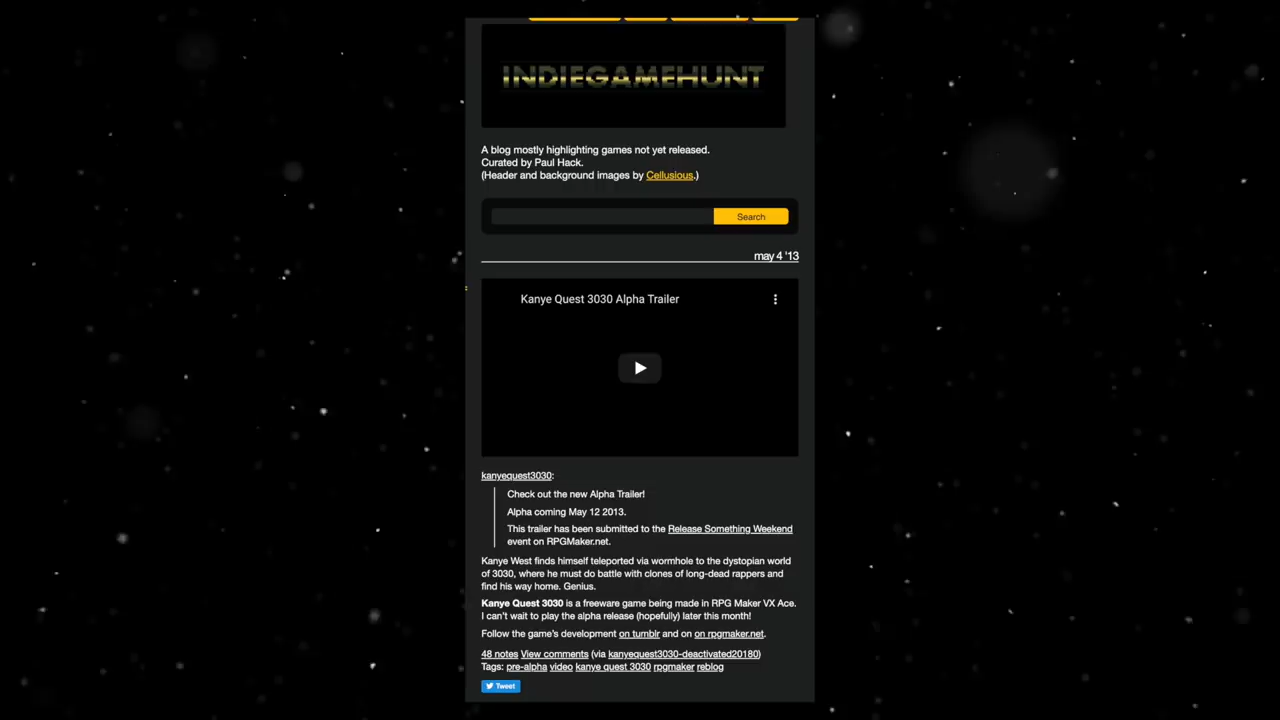 INDIEGAMEHUNT
A blog mostly highlighting games not yet released.
Curated by Paul Hack.
(Header and background images by Cellusious.)
Search
may 4 '13
Kanye Quest 3030 Alpha Trailer
kanyequest3030:
Check out the new Alpha Trailer!
Alpha coming May 12 2013.
This trailer has been submitted to the Release Something Weekend
event on RPGMaker.net.
Kanye West finds himself teleported via wormhole to the dystopian world
of 3030, where he must do battle with clones of long-dead rappers and
find his way home. Genius.
Kanye Quest 3030 is a freeware game being made in RPG Maker VX Ace.
I can't wait to play the alpha release (hopefully) later this month!
Follow the game's development on tumblr and on on rpgmaker.net.
48 notes View comments (via kanyequest3030-deactivated20180)
Tags: pre-alpha video kanye quest 3030 rpgmaker reblog
Tweet